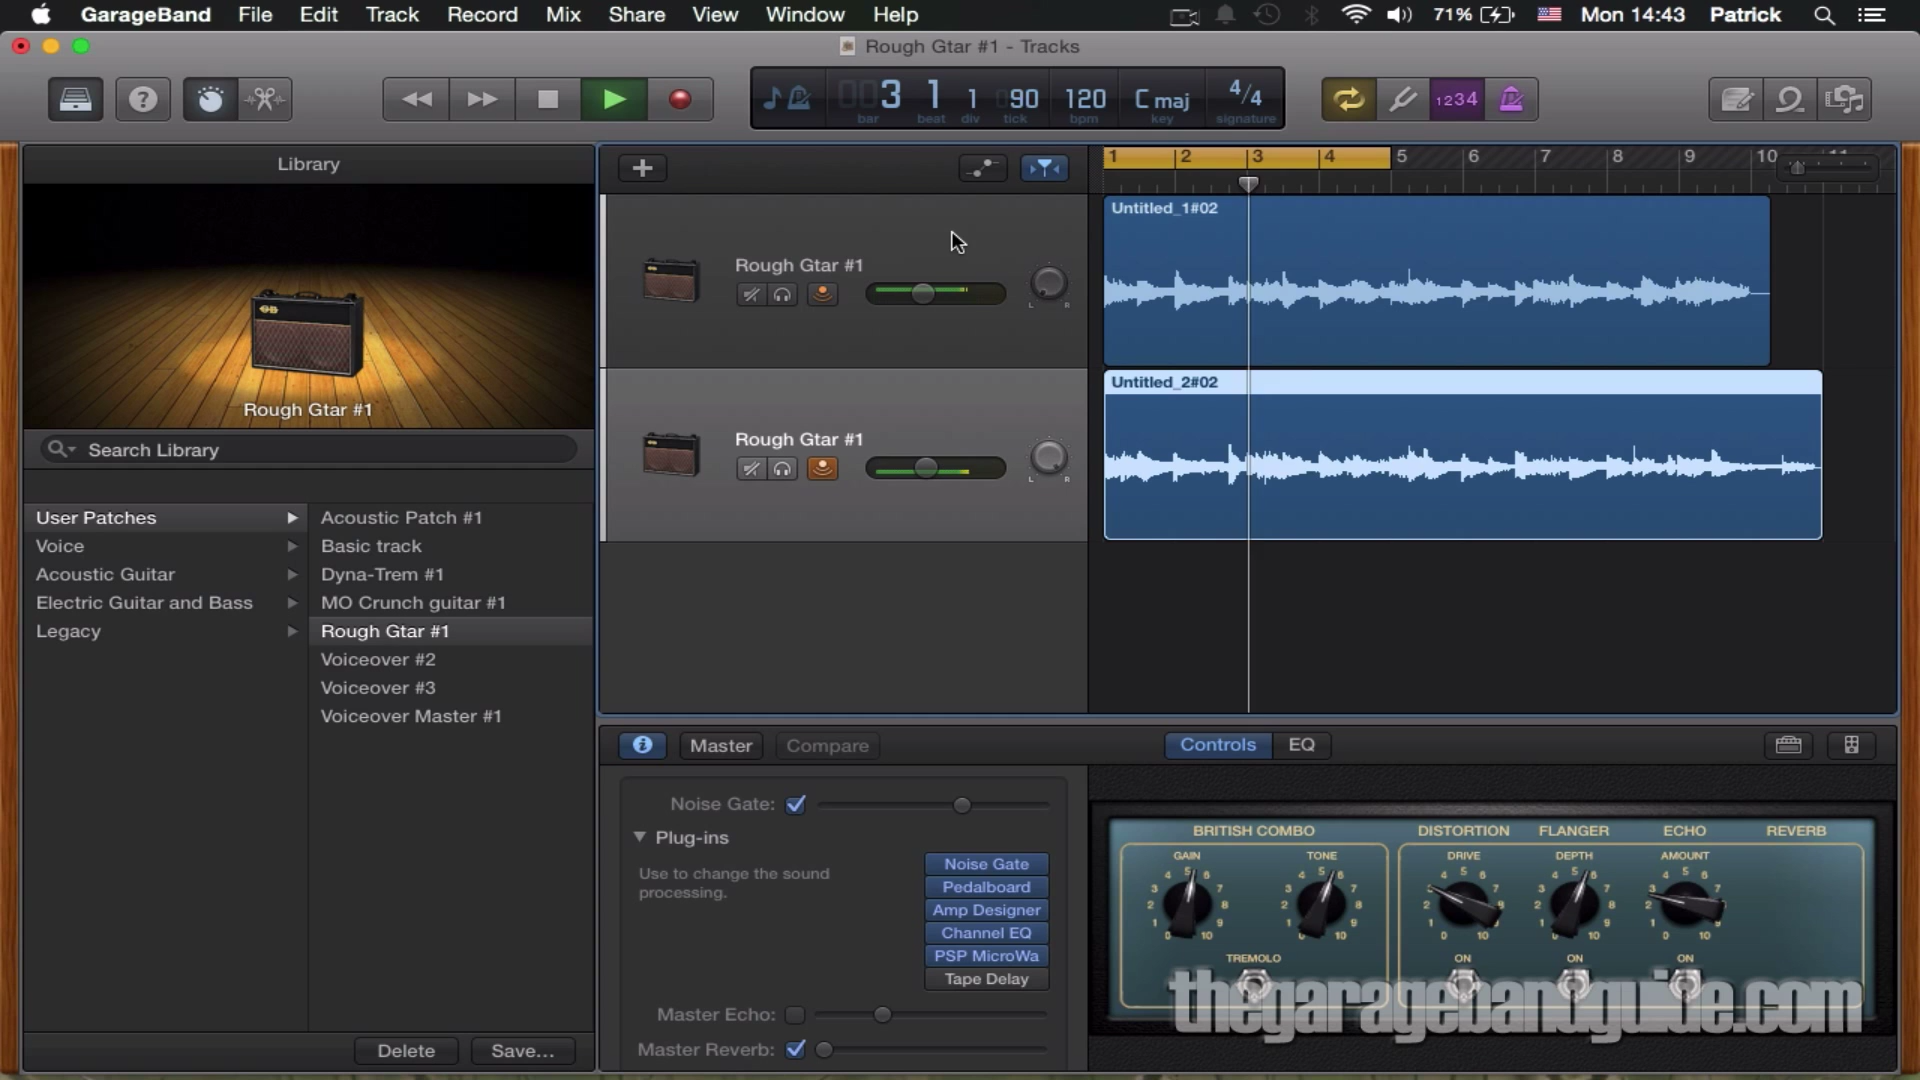 GarageBand File Edit Track Record Mix Share View Window Help 71% Mon 14:43 Patrick
Rough Gtar #1 - Tracks
3 1 1 90 120 C maj 4/4
bar beat div tick bpm key signature
1234
Library
1 2 3 4 5 6 7 8 9 10
Rough Gtar #1
Search Library
User Patches
Voice
Acoustic Guitar
Electric Guitar and Bass
Legacy
Acoustic Patch #1
Basic track
Dyna-Trem #1
MO Crunch guitar #1
Rough Gtar #1
Voiceover #2
Voiceover #3
Voiceover Master #1
Delete Save...
Rough Gtar #1
L R
Untitled_1#02
Rough Gtar #1
L R
Untitled_2#02
Master Compare Controls EQ
Noise Gate:
Plug-ins
Use to change the sound
processing.
Noise Gate
Pedalboard
Amp Designer
Channel EQ
PSP MicroWa
Tape Delay
Master Echo:
Master Reverb:
BRITISH COMBO DISTORTION FLANGER ECHO REVERB
GAIN TONE DRIVE DEPTH AMOUNT
TREMOLO ON ON ON
thegaragebandguide.com